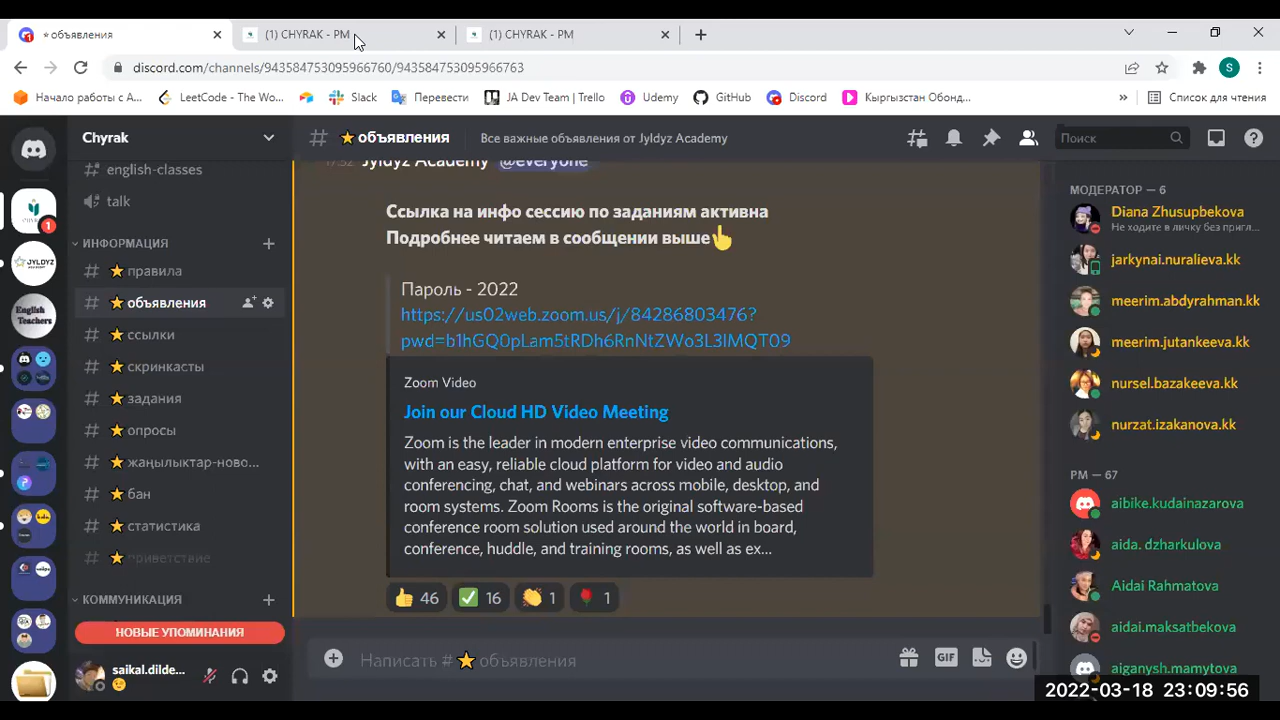 объявления
(1) CHYRAK - PM
(1) CHYRAK - PM
discord.com/channels/943584753095966760/943584753095966763
Начало работы с A...
LeetCode - The Wo...
Slack
Перевести
JA Dev Team | Trello
Udemy
GitHub
Discord
Кыргызстан Обонд...
»
Список для чтения
Chyrak
объявления
Все важные объявления от Jyldyz Academy
Поиск
english-classes
talk
ИНФОРМАЦИЯ
правила
объявления
ссылки
скринкасты
задания
опросы
жаңылыктар-ново...
бан
статистика
приветствие
КОММУНИКАЦИЯ
НОВЫЕ УПОМИНАНИЯ
saikal.dilde...
17:52 Jyldyz Academy @everyone
Ссылка на инфо сессию по заданиям активна
Подробнее читаем в сообщении выше👆
Пароль - 2022
https://us02web.zoom.us/j/84286803476?
pwd=b1hGQ0pLam5tRDh6RnNtZWo3L3lMQT09
Zoom Video
Join our Cloud HD Video Meeting
Zoom is the leader in modern enterprise video communications,
with an easy, reliable cloud platform for video and audio
conferencing, chat, and webinars across mobile, desktop, and
room systems. Zoom Rooms is the original software-based
conference room solution used around the world in board,
conference, huddle, and training rooms, as well as ex...
46 16 1 1
Написать #⭐объявления
GIF
МОДЕРАТОР — 6
Diana Zhusupbekova
Не ходите в личку без пригл...
jarkynai.nuralieva.kk
meerim.abdyrahman.kk
meerim.jutankeeva.kk
nursel.bazakeeva.kk
nurzat.izakanova.kk
PM — 67
aibike.kudainazarova
aida. dzharkulova
Aidai Rahmatova
aidai.maksatbekova
aiganysh.mamytova
2022-03-18 23:09:56